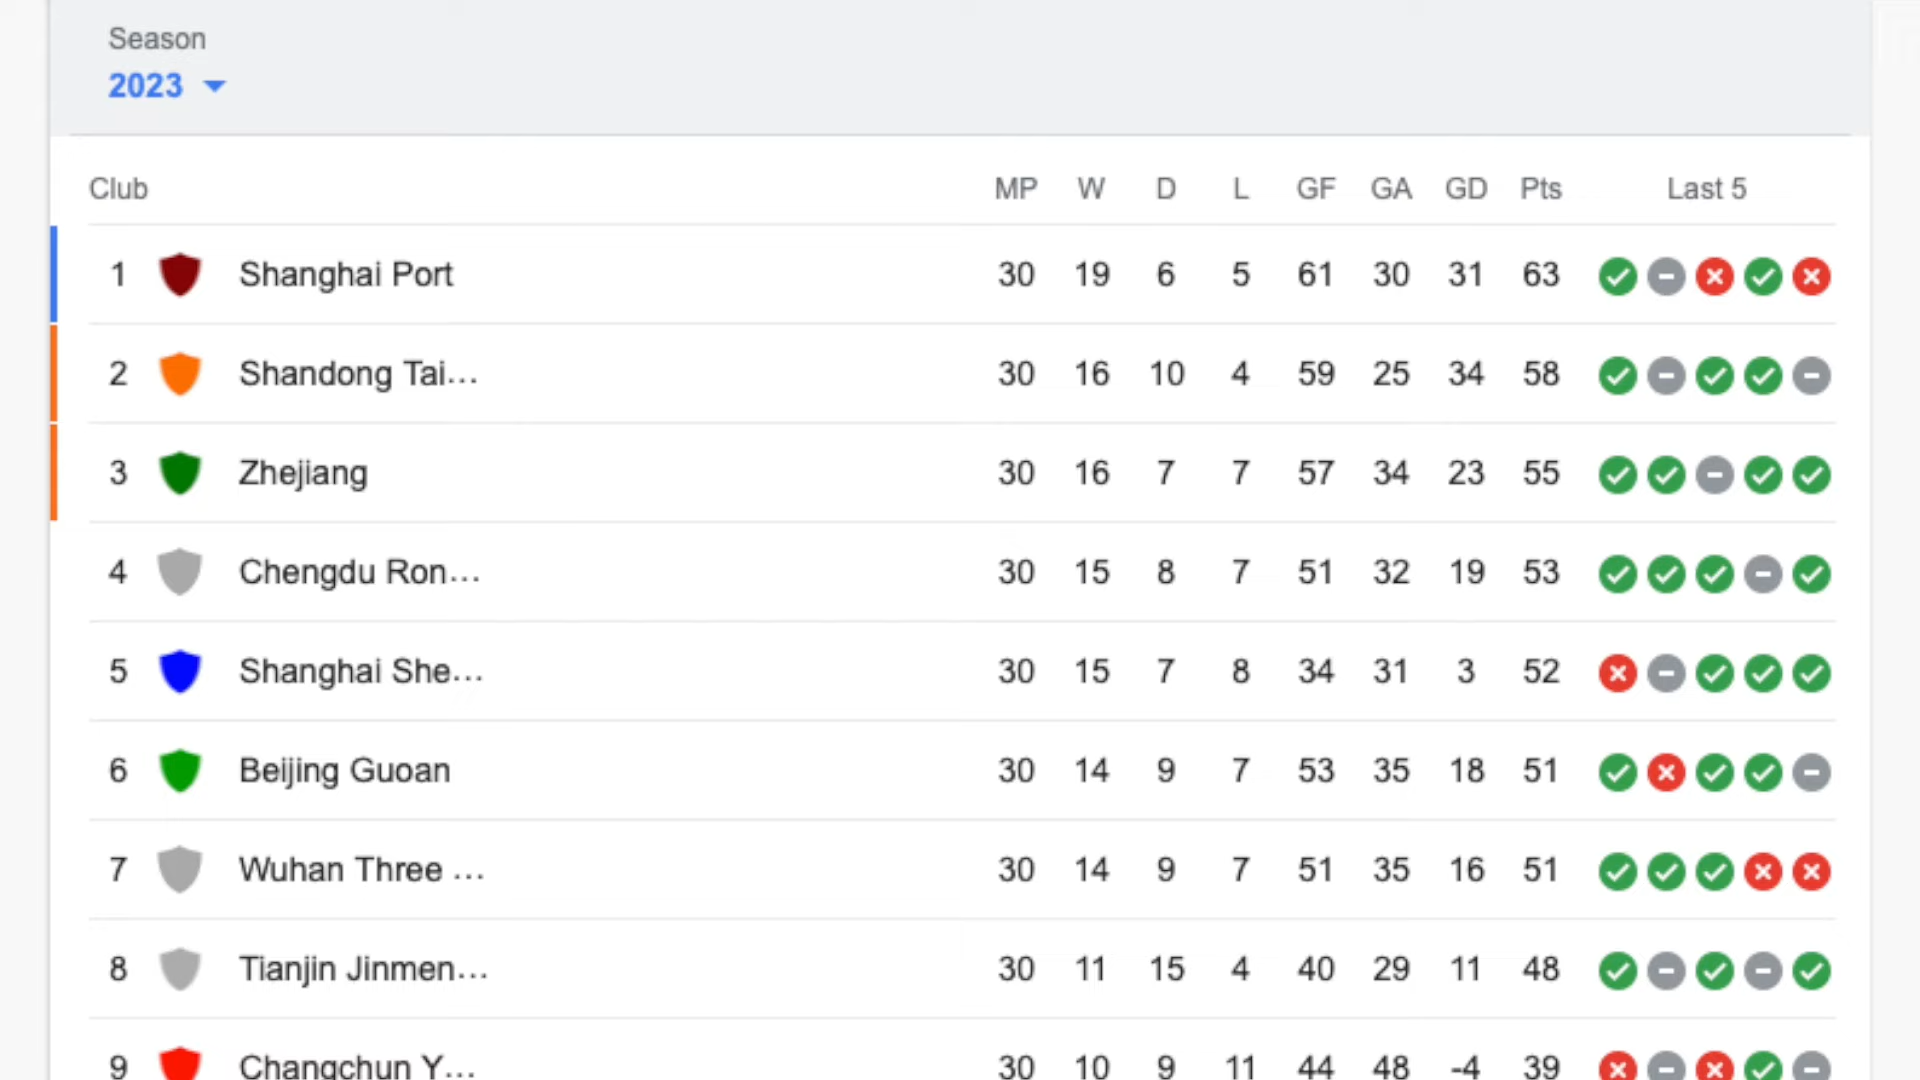 Season
2023
Club MP W D L GF GA GD Pts Last 5
1 Shanghai Port 30 19 6 5 61 30 31 63
2 Shandong Tai... 30 16 10 4 59 25 34 58
3 Zhejiang 30 16 7 7 57 34 23 55
4 Chengdu Ron... 30 15 8 7 51 32 19 53
5 Shanghai She... 30 15 7 8 34 31 3 52
6 Beijing Guoan 30 14 9 7 53 35 18 51
7 Wuhan Three ... 30 14 9 7 51 35 16 51
8 Tianjin Jinmen... 30 11 15 4 40 29 11 48
9 Changchun Y... 30 10 9 11 44 48 -4 39